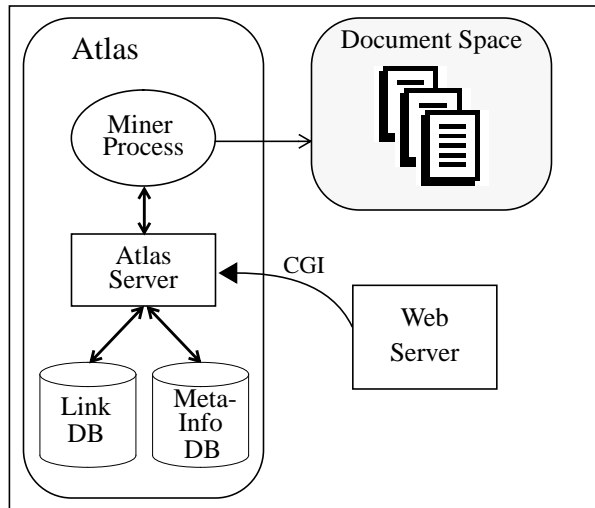 Atlas
Document Space
Miner
Process
Atlas
Server
CGI
Web
Server
Link
DB
Meta-
Info
DB